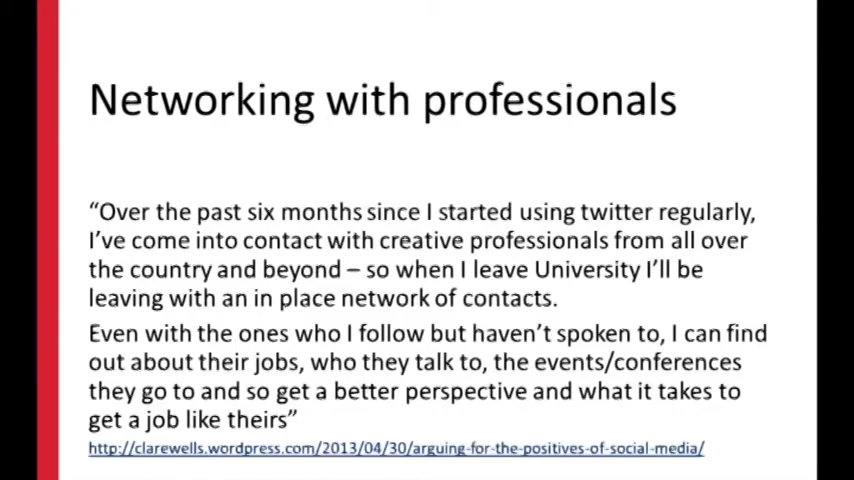 Networking with professionals
“Over the past six months since I started using twitter regularly,
I’ve come into contact with creative professionals from all over
the country and beyond – so when I leave University I’ll be
leaving with an in place network of contacts.
Even with the ones who I follow but haven’t spoken to, I can find
out about their jobs, who they talk to, the events/conferences
they go to and so get a better perspective and what it takes to
get a job like theirs”
http://clarewells.wordpress.com/2013/04/30/arguing-for-the-positives-of-social-media/